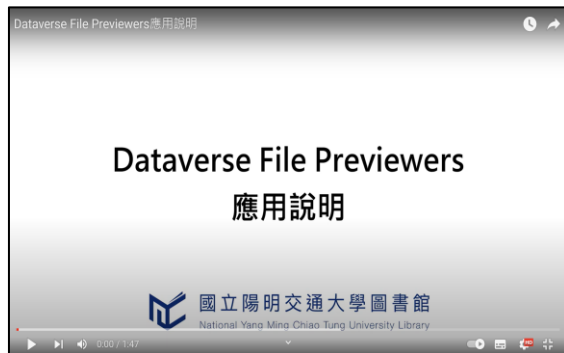 Dataverse File Previewers應用說明
Dataverse File Previewers
應用說明
國立陽明交通大學圖書館
National Yang Ming Chiao Tung University Library
0:00 / 1:47
HD